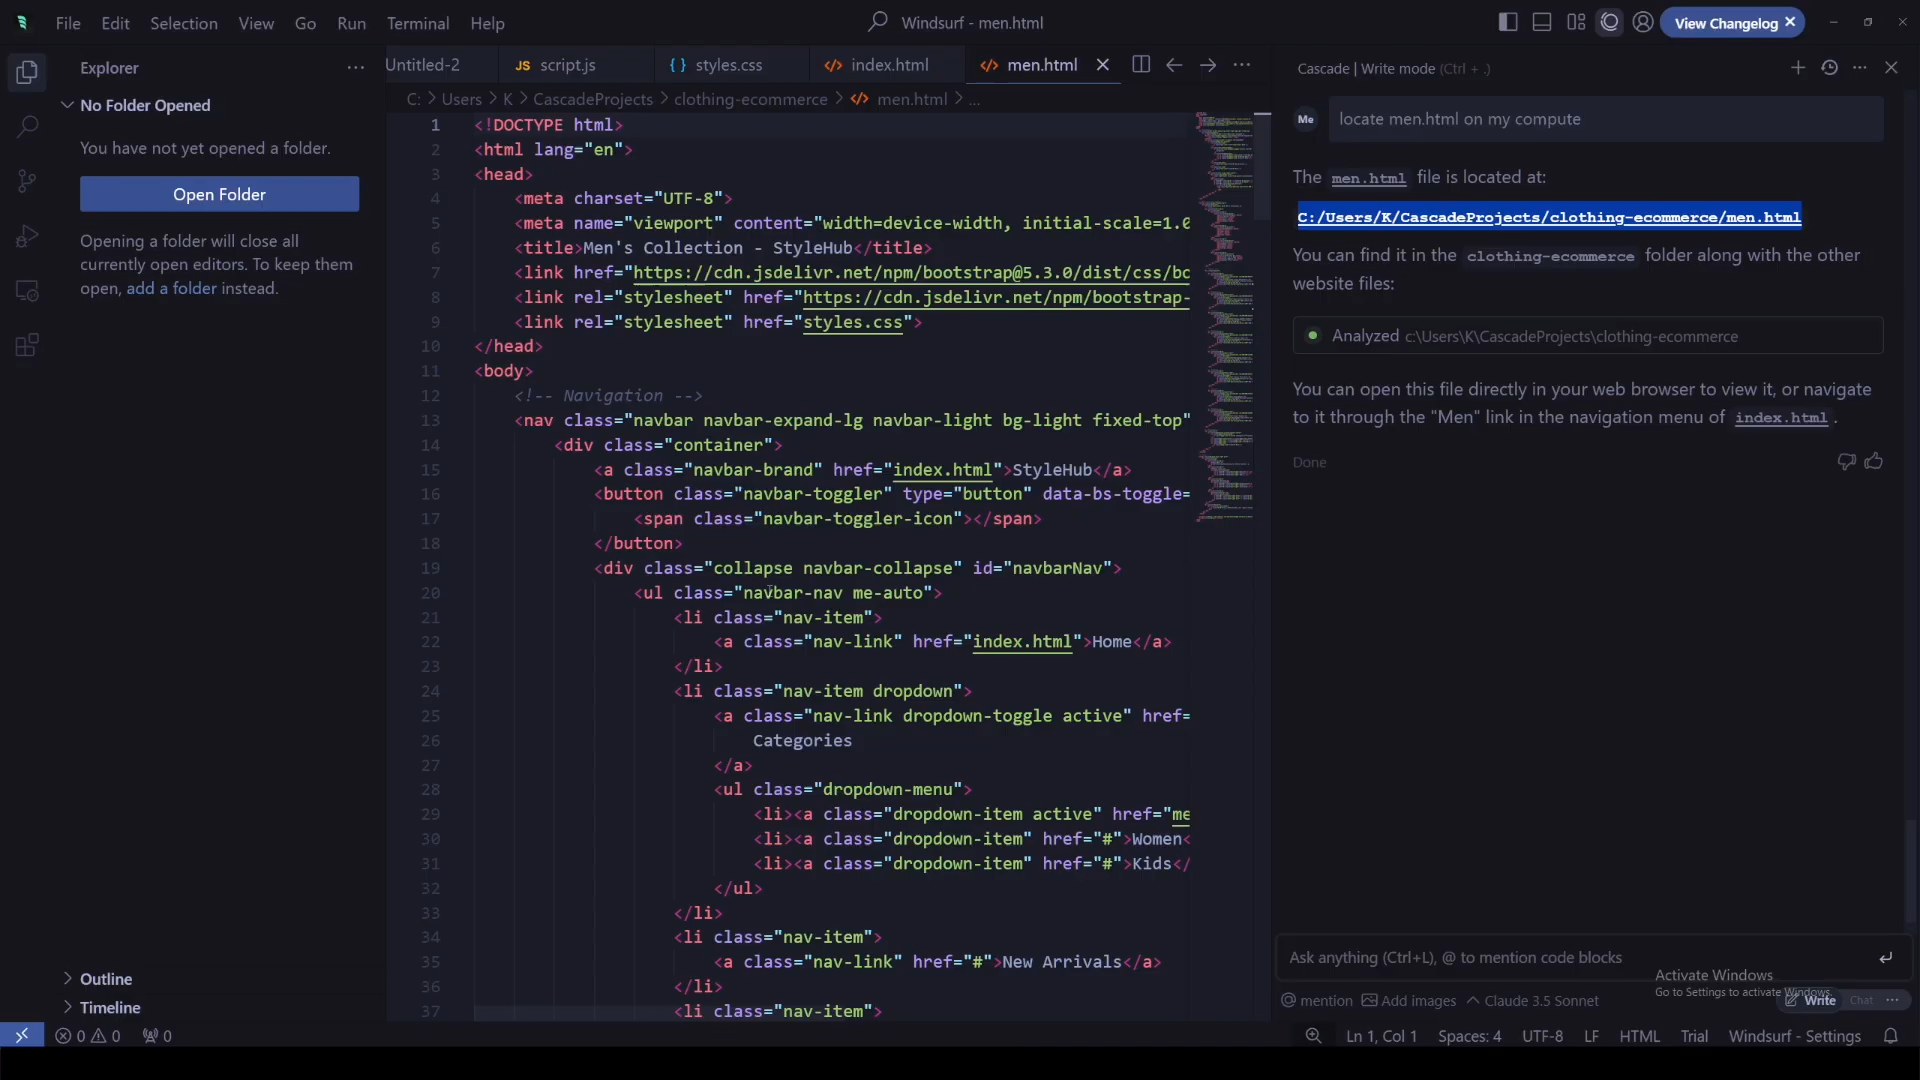 File Edit Selection View Go Run Terminal Help
Windsurf - men.html
View Changelog
Explorer
No Folder Opened
You have not yet opened a folder.
Open Folder
Opening a folder will close all
currently open editors. To keep them
open, add a folder instead.
Outline
Timeline
Untitled-2
JS script.js
{ } styles.css
index.html
men.html
C: > Users > K > CascadeProjects > clothing-ecommerce > men.html > ...
1 <!DOCTYPE html>
2 <html lang="en">
3 <head>
4 <meta charset="UTF-8">
5 <meta name="viewport" content="width=device-width, initial-scale=1.0
6 <title>Men's Collection - StyleHub</title>
7 <link href="https://cdn.jsdelivr.net/npm/bootstrap@5.3.0/dist/css/bo
8 <link rel="stylesheet" href="https://cdn.jsdelivr.net/npm/bootstrap-
9 <link rel="stylesheet" href="styles.css">
10 </head>
11 <body>
12 <!-- Navigation -->
13 <nav class="navbar navbar-expand-lg navbar-light bg-light fixed-top"
14 <div class="container">
15 <a class="navbar-brand" href="index.html">StyleHub</a>
16 <button class="navbar-toggler" type="button" data-bs-toggle=
17 <span class="navbar-toggler-icon"></span>
18 </button>
19 <div class="collapse navbar-collapse" id="navbarNav">
20 <ul class="navbar-nav me-auto">
21 <li class="nav-item">
22 <a class="nav-link" href="index.html">Home</a>
23 </li>
24 <li class="nav-item dropdown">
25 <a class="nav-link dropdown-toggle active" href=
26 Categories
27 </a>
28 <ul class="dropdown-menu">
29 <li><a class="dropdown-item active" href="me
30 <li><a class="dropdown-item" href="#">Women<
31 <li><a class="dropdown-item" href="#">Kids</
32 </ul>
33 </li>
34 <li class="nav-item">
35 <a class="nav-link" href="#">New Arrivals</a>
36 </li>
37 <li class="nav-item">
Cascade | Write mode (Ctrl + .)
Me locate men.html on my compute
The men.html file is located at:
C:/Users/K/CascadeProjects/clothing-ecommerce/men.html
You can find it in the clothing-ecommerce folder along with the other
website files:
Analyzed c:\Users\K\CascadeProjects\clothing-ecommerce
You can open this file directly in your web browser to view it, or navigate
to it through the "Men" link in the navigation menu of index.html .
Done
Ask anything (Ctrl+L), @ to mention code blocks
Activate Windows
Go to Settings to activate Windows.
@ mention Add images Claude 3.5 Sonnet
Write Chat
0 0 0
Ln 1, Col 1 Spaces: 4 UTF-8 LF HTML Trial Windsurf - Settings